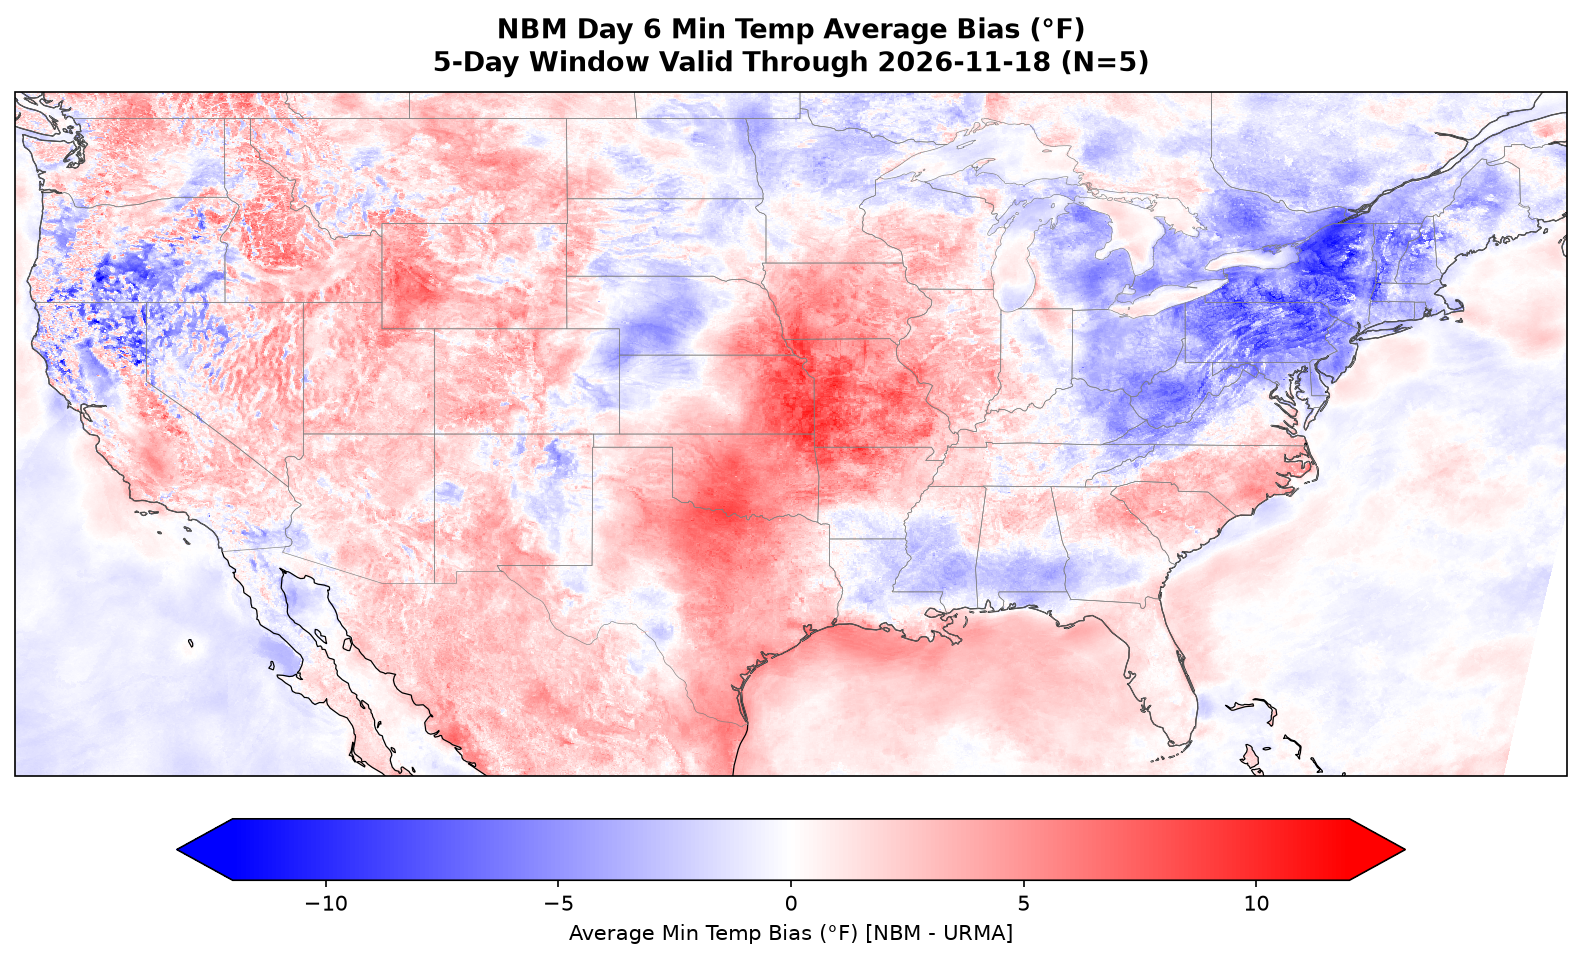 NBM Day 6 Min Temp Average Bias (°F)
5-Day Window Valid Through 2026-11-18 (N=5)
−10 −5 0 5 10
Average Min Temp Bias (°F) [NBM - URMA]